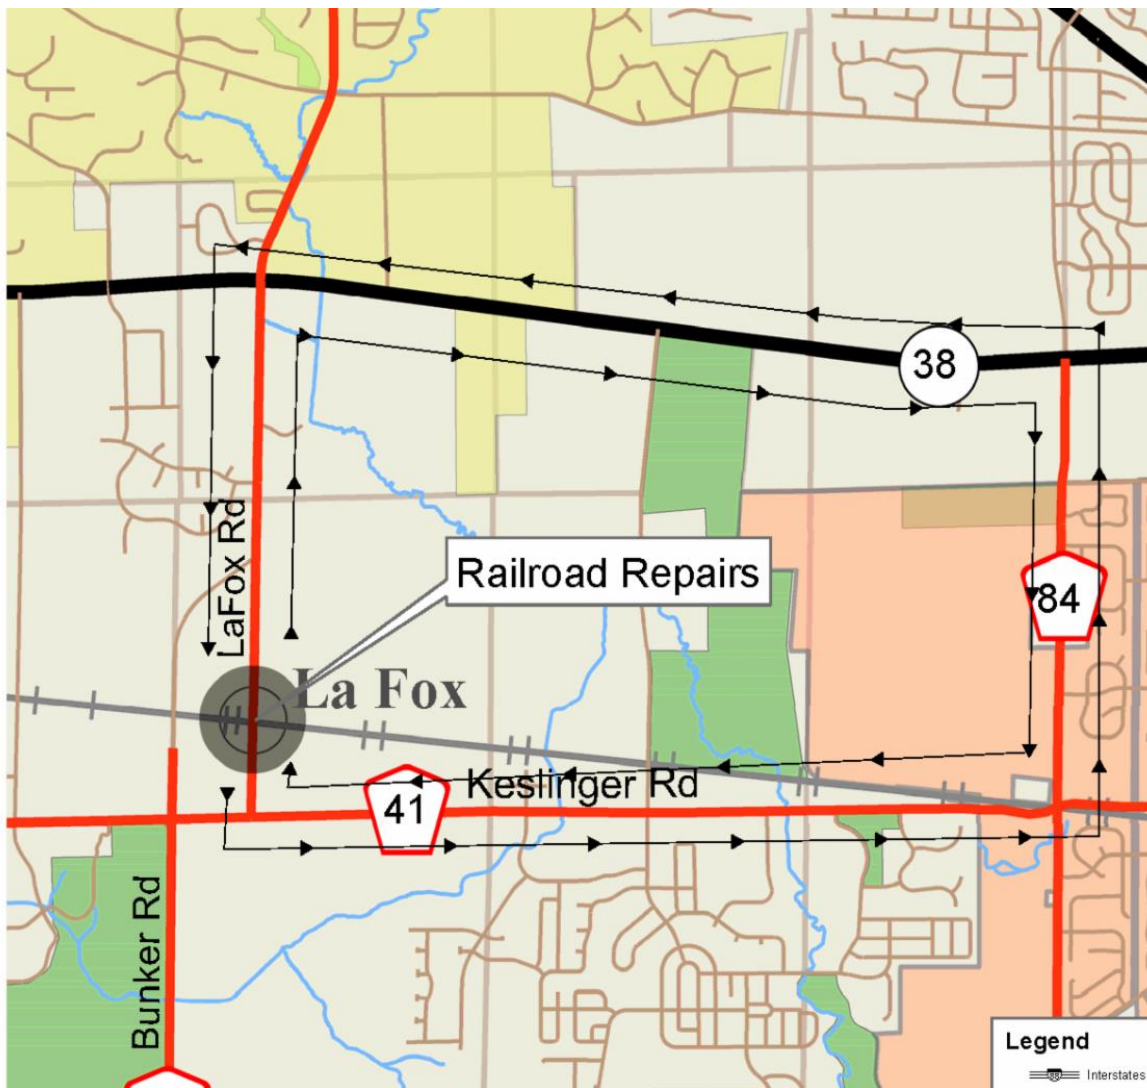 38
LaFox Rd
Railroad Repairs
84
La Fox
Keslinger Rd
41
Bunker Rd
Legend
Interstates